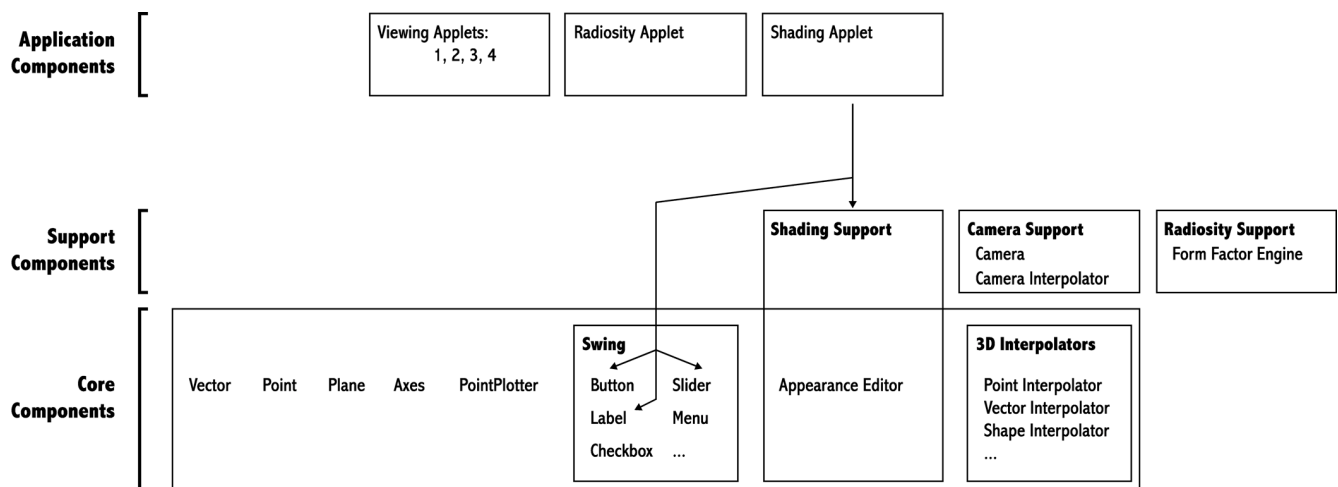 Application
Components
Viewing Applets:
1, 2, 3, 4
Radiosity Applet
Shading Applet
Support
Components
Shading Support
Camera Support
Camera
Camera Interpolator
Radiosity Support
Form Factor Engine
Core
Components
Vector
Point
Plane
Axes
PointPlotter
Swing
Button
Slider
Label
Menu
Checkbox
...
Appearance Editor
3D Interpolators
Point Interpolator
Vector Interpolator
Shape Interpolator
...